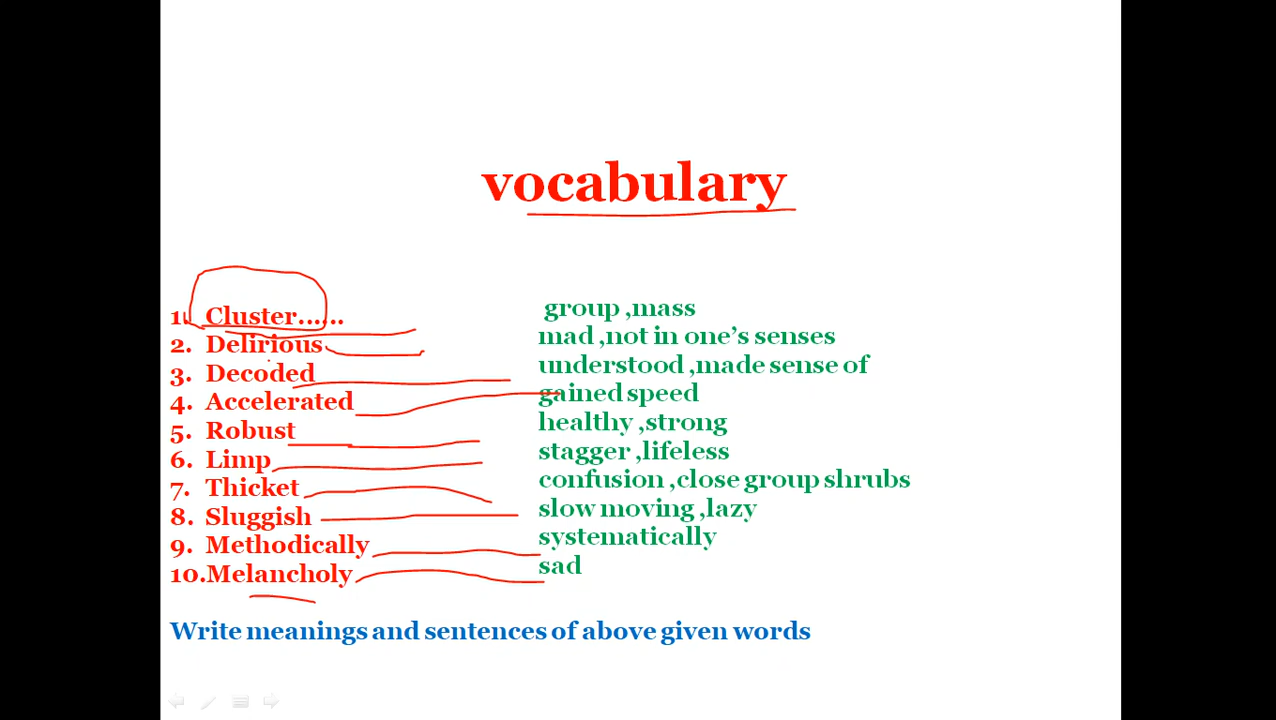 vocabulary
1. Cluster...... group ,mass
2. Delirious mad ,not in one’s senses
3. Decoded understood ,made sense of
4. Accelerated gained speed
5. Robust healthy ,strong
6. Limp stagger ,lifeless
7. Thicket confusion ,close group shrubs
8. Sluggish slow moving ,lazy
9. Methodically systematically
10.Melancholy sad
Write meanings and sentences of above given words